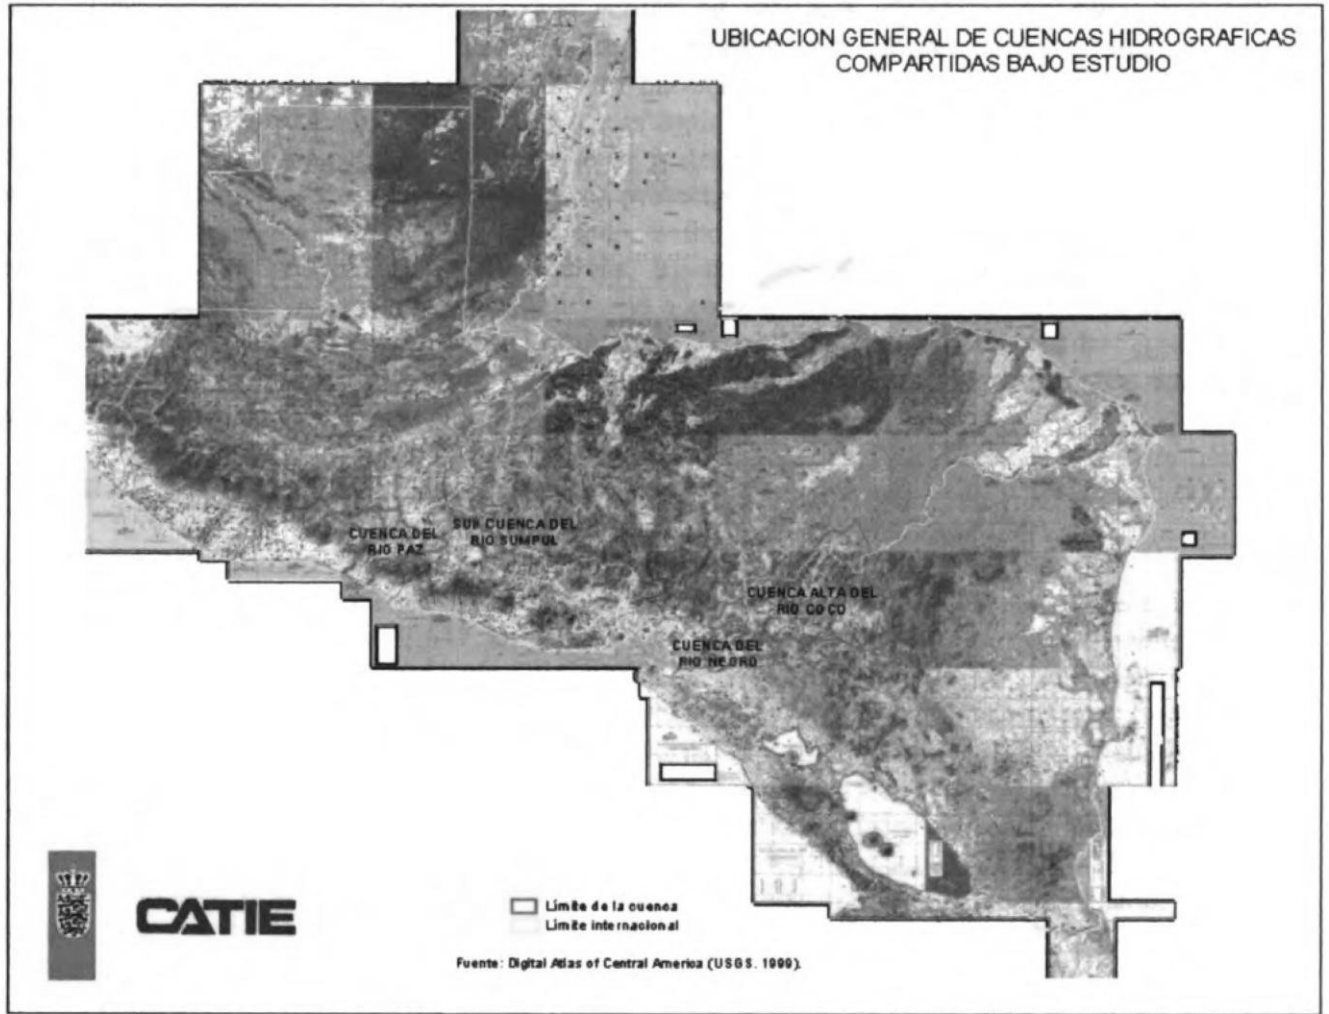 UBICACION GENERAL DE CUENCAS HIDROGRAFICAS
COMPARTIDAS BAJO ESTUDIO
CUENCA DEL
RIO PAZ
SUB CUENCA DEL
RIO SUMPUL
CUENCA ALTA DEL
RIO COCO
CUENCA DEL
RIO NEGRO
CATIE
Límite de la cuenca
Límite internacional
Fuente: Digital Atlas of Central America (USGS. 1999).